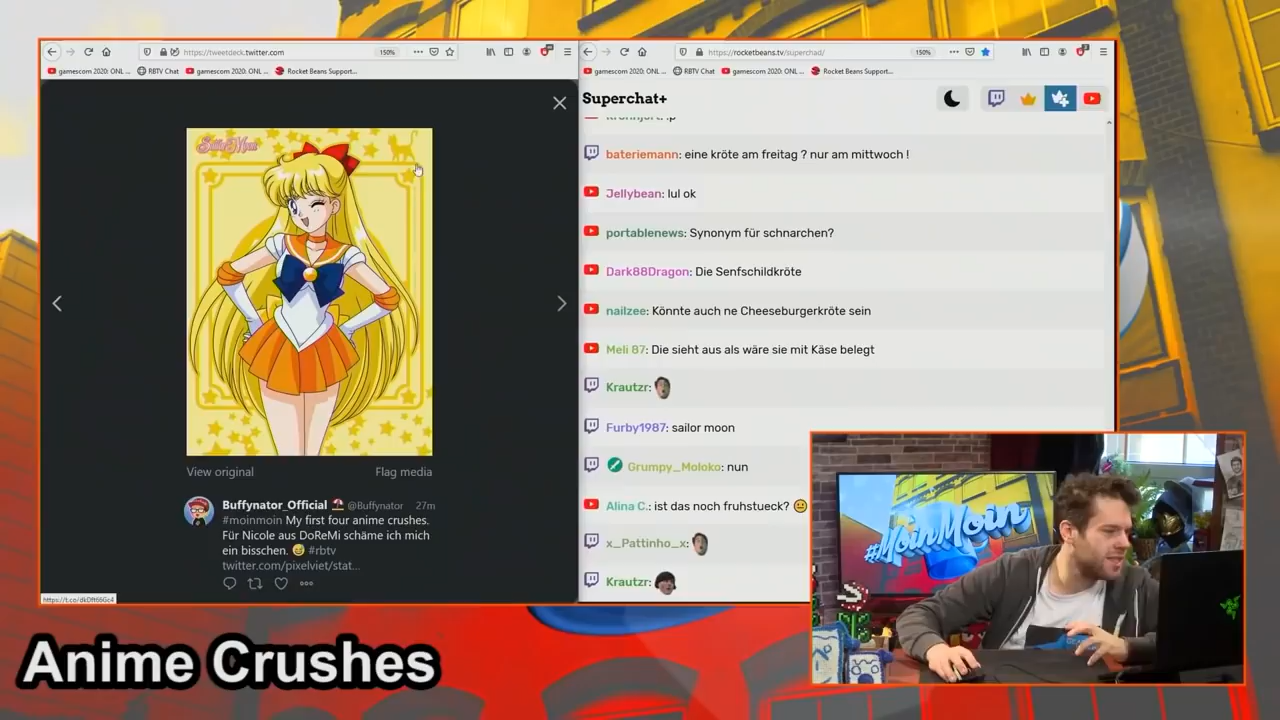 https://tweetdeck.twitter.com
150%
gamescom 2020: ONL ...
RBTV Chat
gamescom 2020: ONL ...
Rocket Beans Support...
Sailor Moon
View original
Flag media
Buffynator_Official
@Buffynator
27m
#moinmoin My first four anime crushes.
Für Nicole aus DoReMi schäme ich mich
ein bisschen. 😅 #rbtv
twitter.com/pixelviet/stat...
https://rocketbeans.tv/superchad/
150%
gamescom 2020: ONL ...
RBTV Chat
gamescom 2020: ONL ...
Rocket Beans Support...
Superchat+
bateriemann: eine kröte am freitag ? nur am mittwoch !
Jellybean: lul ok
portablenews: Synonym für schnarchen?
Dark88Dragon: Die Senfschildkröte
nailzee: Könnte auch ne Cheeseburgerkröte sein
Meli 87: Die sieht aus als wäre sie mit Käse belegt
Krautzr:
Furby1987: sailor moon
Grumpy_Moloko: nun
Alina C.: ist das noch fruhstueck? 😐
x_Pattinho_x:
Krautzr:
#MoinMoin
Anime Crushes